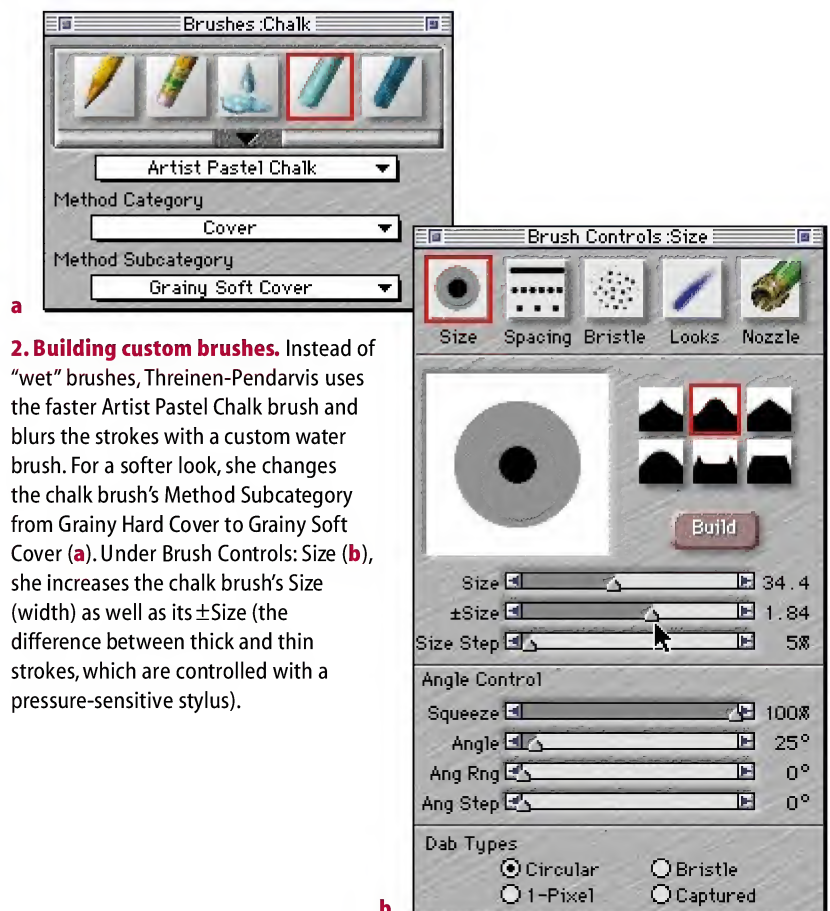 Brushes :Chalk
Artist Pastel Chalk
Method Category
Cover
Method Subcategory
Grainy Soft Cover
a
2. Building custom brushes. Instead of
“wet” brushes, Threinen-Pendarvis uses
the faster Artist Pastel Chalk brush and
blurs the strokes with a custom water
brush. For a softer look, she changes
the chalk brush’s Method Subcategory
from Grainy Hard Cover to Grainy Soft
Cover (a). Under Brush Controls: Size (b),
she increases the chalk brush’s Size
(width) as well as its ±Size (the
difference between thick and thin
strokes, which are controlled with a
pressure-sensitive stylus).
Brush Controls :Size
Size Spacing Bristle Looks Nozzle
Build
Size 34.4
±Size 1.84
Size Step 5%
Angle Control
Squeeze 100%
Angle 25°
Ang Rng 0°
Ang Step 0°
Dab Types
Circular Bristle
1-Pixel Captured
b